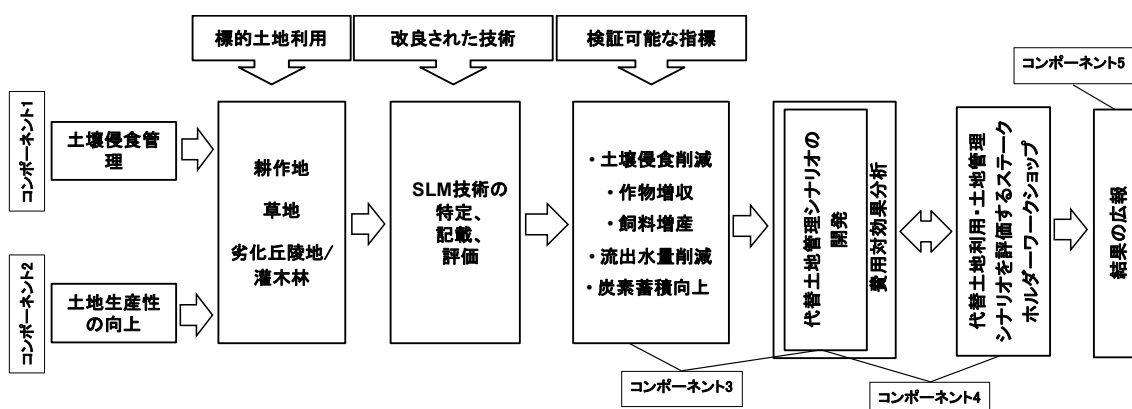 標的土地利用
改良された技術
検証可能な指標
コンポーネント5
コンポーネント1
土壌侵食管
理
コンポーネント2
土地生産性
の向上
耕作地
草地
劣化丘陵地/
灌木林
SLM技術の
特定、
記載、
評価
・土壌侵食削減
・作物増収
・飼料増産
・流出水量削減
・炭素蓄積向上
代替土地管理シナリオの
開発
費用対効果分析
代替土地利用・土地管理
シナリオを評価するステーク
ホルダーワークショップ
結果の広報
コンポーネント3
コンポーネント4